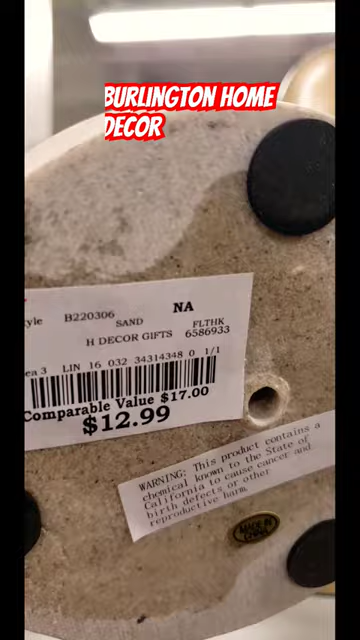 BURLINGTON HOME
DECOR
yle B220306 NA
SAND FLTHK
H DECOR GIFTS 6586933
ea 3 LIN 16 032 34314348 0 1/1
Comparable Value $17.00
$12.99
WARNING: This product contains a
chemical known to the State of
California to cause cancer and
birth defects or other
reproductive harm.
MADE IN
CHINA